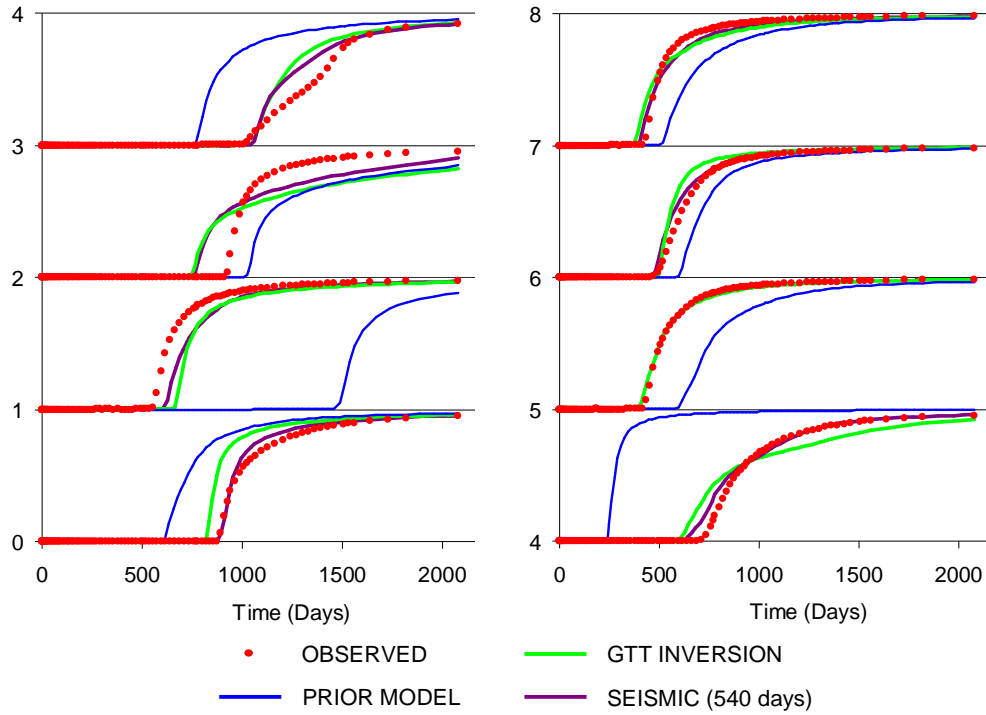 4
3
2
1
0
0 500 1000 1500 2000
Time (Days)
8
7
6
5
4
0 500 1000 1500 2000
Time (Days)
OBSERVED
GTT INVERSION
PRIOR MODEL
SEISMIC (540 days)